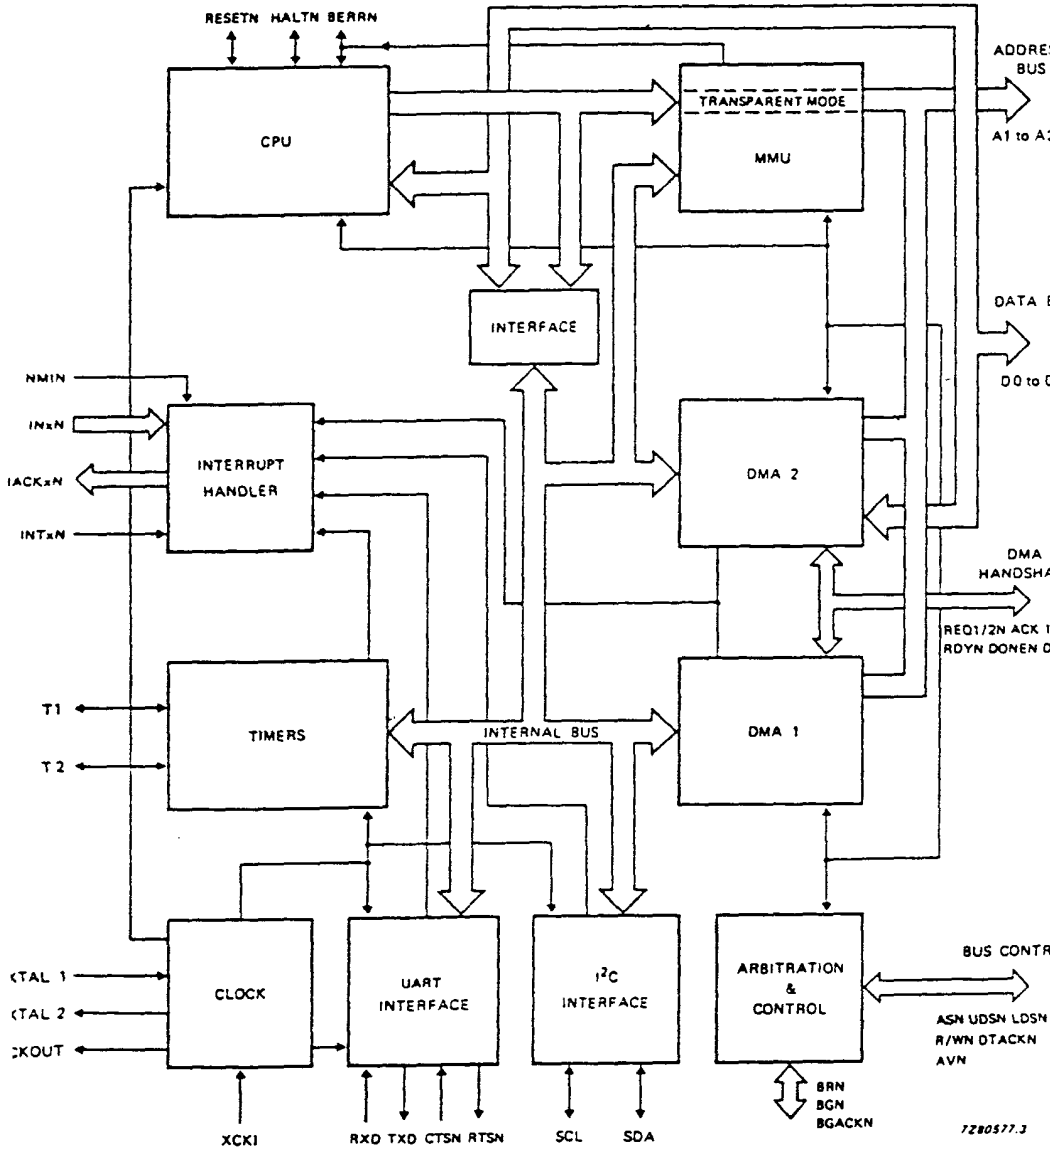 RESETN HALTN BERRN
ADDRES
BUS
TRANSPARENT MODE
CPU
A1 to A2
MMU
INTERFACE
DATA B
D0 to D
NMIN
INxN
IACKxN
INTERRUPT
HANDLER
DMA 2
INTxN
DMA
HANDSHA
REQ1/2N ACK 1
RDYN DONEN D
T1
TIMERS
INTERNAL BUS
DMA 1
T2
XTAL 1
CLOCK
UART
INTERFACE
I²C
INTERFACE
ARBITRATION
&
CONTROL
BUS CONTR
XTAL 2
CKOUT
ASN UDSN LDSN
R/WN DTACKN
AVN
BRN
BGN
BGACKN
XCKI
RXD TXD CTSN RTSN
SCL
SDA
7Z80577.3